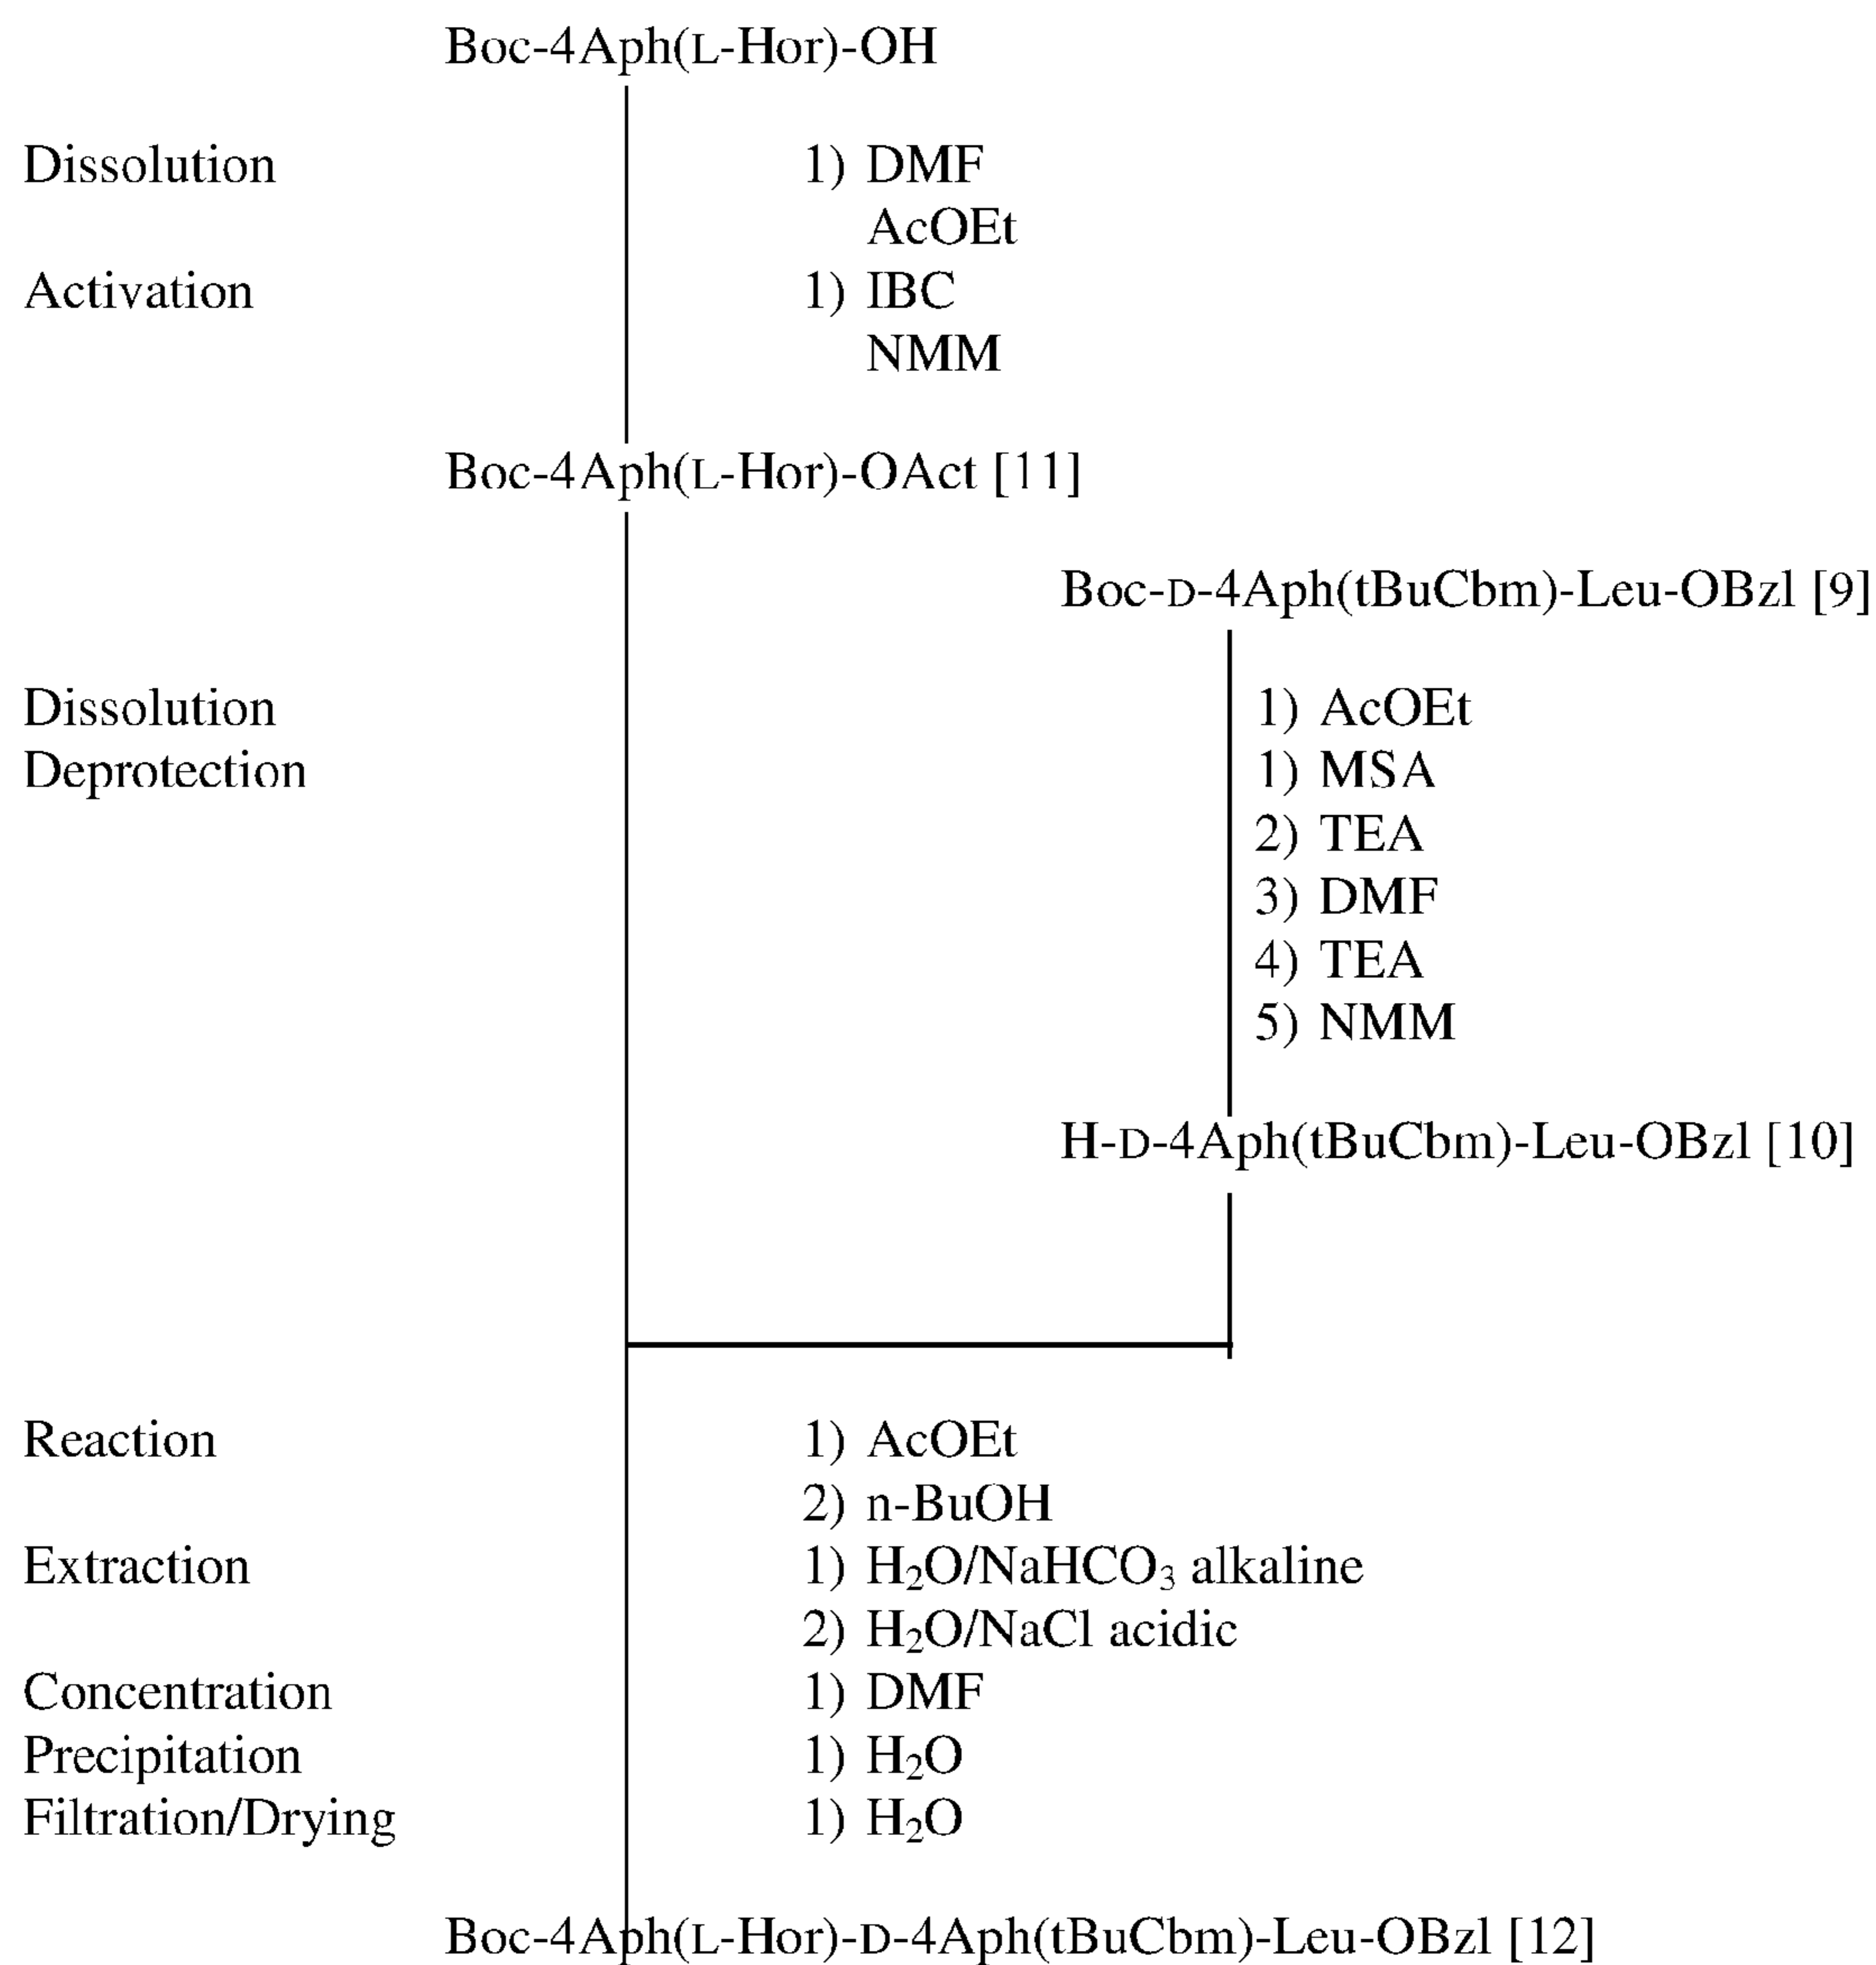 Boc-4Aph(L-Hor)-OH
Dissolution 1) DMF
AcOEt
Activation 1) IBC
NMM
Boc-4Aph(L-Hor)-OAct [11]
Boc-D-4Aph(tBuCbm)-Leu-OBzl [9]
Dissolution 1) AcOEt
Deprotection 1) MSA
2) TEA
3) DMF
4) TEA
5) NMM
H-D-4Aph(tBuCbm)-Leu-OBzl [10]
Reaction 1) AcOEt
2) n-BuOH
Extraction 1) H₂O/NaHCO₃ alkaline
2) H₂O/NaCl acidic
Concentration 1) DMF
Precipitation 1) H₂O
Filtration/Drying 1) H₂O
Boc-4Aph(L-Hor)-D-4Aph(tBuCbm)-Leu-OBzl [12]